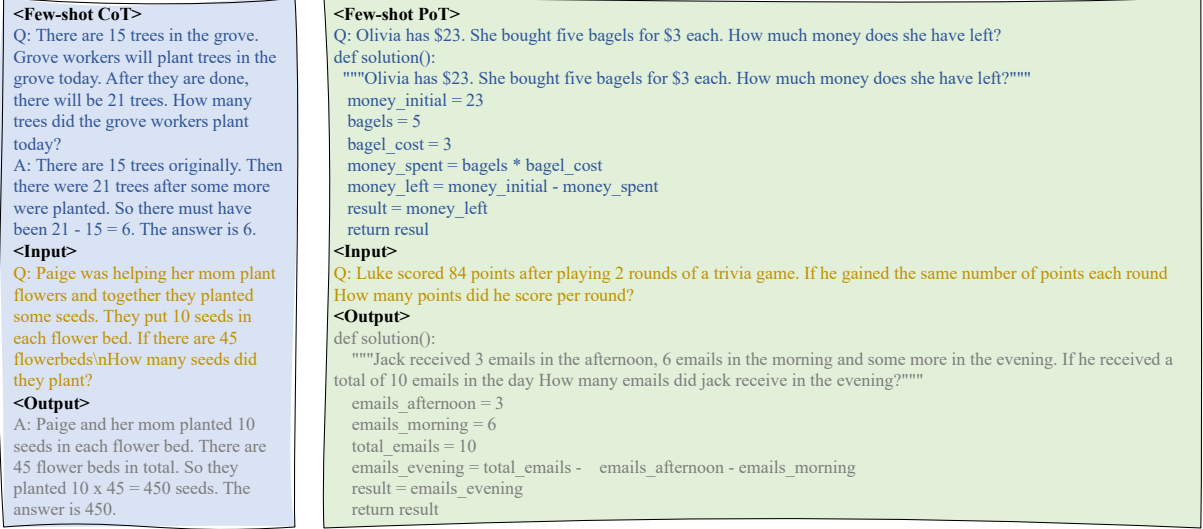 <Few-shot CoT>
Q: There are 15 trees in the grove.
Grove workers will plant trees in the
grove today. After they are done,
there will be 21 trees. How many
trees did the grove workers plant
today?
A: There are 15 trees originally. Then
there were 21 trees after some more
were planted. So there must have
been 21 - 15 = 6. The answer is 6.
<Input>
Q: Paige was helping her mom plant
flowers and together they planted
some seeds. They put 10 seeds in
each flower bed. If there are 45
flowerbeds\nHow many seeds did
they plant?
<Output>
A: Paige and her mom planted 10
seeds in each flower bed. There are
45 flower beds in total. So they
planted 10 x 45 = 450 seeds. The
answer is 450.
<Few-shot PoT>
Q: Olivia has $23. She bought five bagels for $3 each. How much money does she have left?
def solution():
"""Olivia has $23. She bought five bagels for $3 each. How much money does she have left?"""
money_initial = 23
bagels = 5
bagel_cost = 3
money_spent = bagels * bagel_cost
money_left = money_initial - money_spent
result = money_left
return resul
<Input>
Q: Luke scored 84 points after playing 2 rounds of a trivia game. If he gained the same number of points each round
How many points did he score per round?
<Output>
def solution():
"""Jack received 3 emails in the afternoon, 6 emails in the morning and some more in the evening. If he received a
total of 10 emails in the day How many emails did jack receive in the evening?"""
emails_afternoon = 3
emails_morning = 6
total_emails = 10
emails_evening = total_emails - emails_afternoon - emails_morning
result = emails_evening
return result